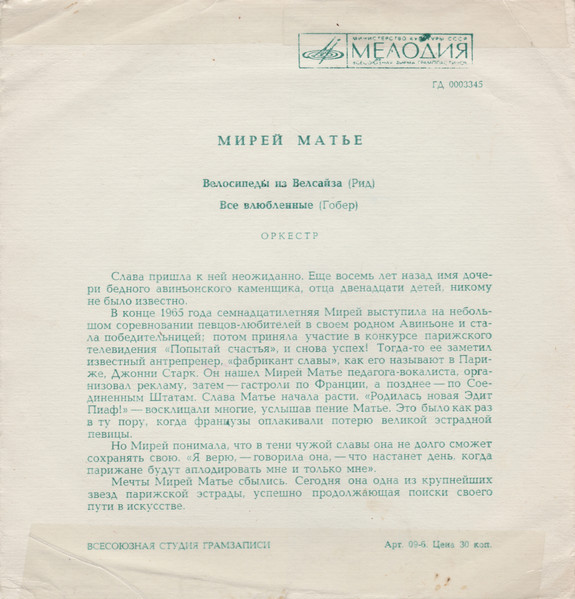 МИНИСТЕРСТВО КУЛЬТУРЫ СССР
МЕЛОДИЯ
ВСЕСОЮЗНАЯ ФИРМА ГРАМПЛАСТИНОК
ГД 0003345
МИРЕЙ МАТЬЕ
Велосипеды из Велсайза (Рид)
Все влюбленные (Гобер)
ОРКЕСТР
Слава пришла к ней неожиданно. Еще восемь лет назад имя доче-
ри бедного авиньонского каменщика, отца двенадцати детей, никому
не было известно.
В конце 1965 года семнадцатилетняя Мирей выступила на неболь-
шом соревновании певцов-любителей в своем родном Авиньоне и ста-
ла победительницей; потом приняла участие в конкурсе парижского
телевидения «Попытай счастья», и снова успех! Тогда-то ее заметил
известный антрепренер, «фабрикант славы», как его называют в Пари-
же, Джонни Старк. Он нашел Мирей Матье педагога-вокалиста, орга-
низовал рекламу, затем — гастроли по Франции, а позднее — по Сое-
диненным Штатам. Слава Матье начала расти. «Родилась новая Эдит
Пиаф!» — восклицали многие, услышав пение Матье. Это было как раз
в ту пору, когда французы оплакивали потерю великой эстрадной
певицы.
Но Мирей понимала, что в тени чужой славы она не долго сможет
сохранять свою. «Я верю, — говорила она, — что настанет день, когда
парижане будут аплодировать мне и только мне».
Мечты Мирей Матье сбылись. Сегодня она одна из крупнейших
звезд парижской эстрады, успешно продолжающая поиски своего
пути в искусстве.
ВСЕСОЮЗНАЯ СТУДИЯ ГРАМЗАПИСИ
Арт. 09-6. Цена 30 коп.